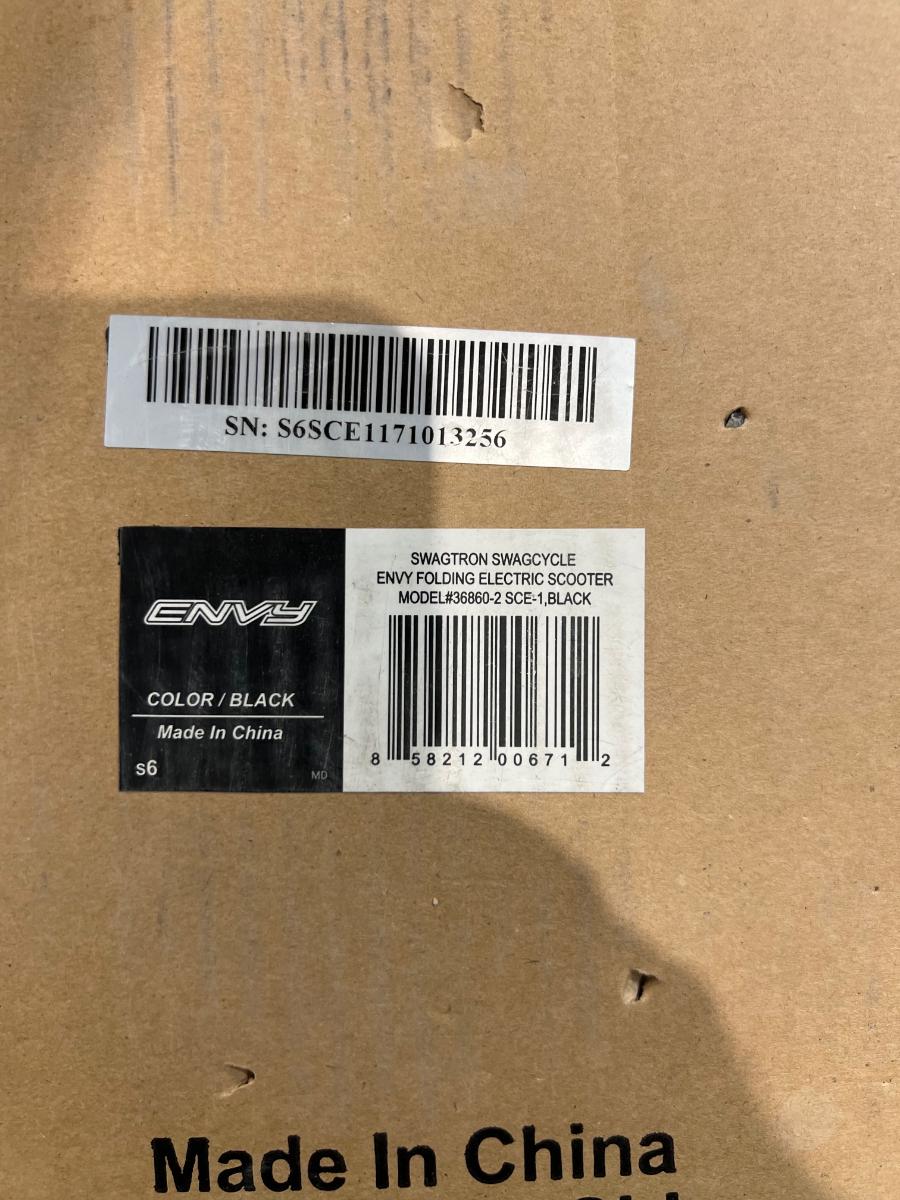 SN: S6SCE1171013256
ENVY
COLOR / BLACK
Made In China
s6
MD
SWAGTRON SWAGCYCLE
ENVY FOLDING ELECTRIC SCOOTER
MODEL#36860-2 SCE-1,BLACK
8 58212 00671 2
Made In China